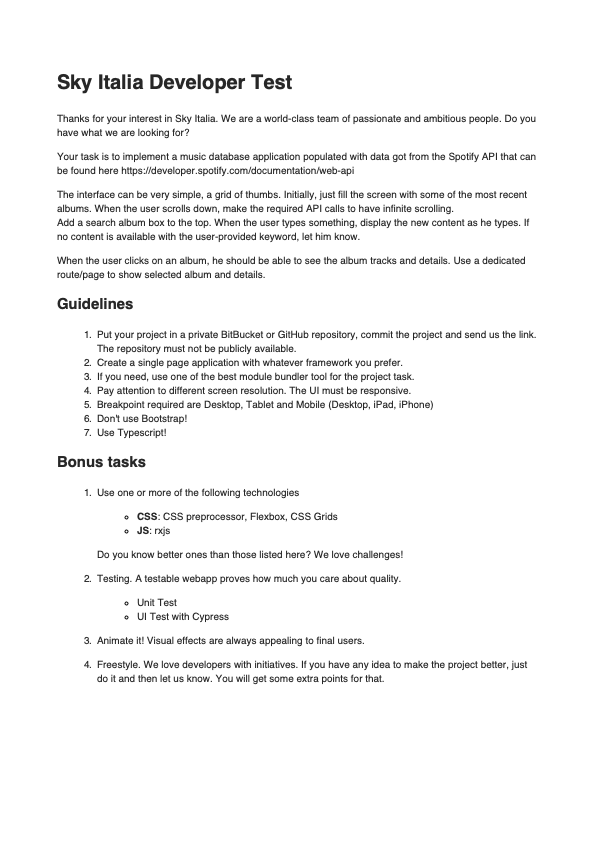 Sky Italia Developer Test
Thanks for your interest in Sky Italia. We are a world-class team of passionate and ambitious people. Do you
have what we are looking for?
Your task is to implement a music database application populated with data got from the Spotify API that can
be found here https://developer.spotify.com/documentation/web-api
The interface can be very simple, a grid of thumbs. Initially, just fill the screen with some of the most recent
albums. When the user scrolls down, make the required API calls to have infinite scrolling.
Add a search album box to the top. When the user types something, display the new content as he types. If
no content is available with the user-provided keyword, let him know.
When the user clicks on an album, he should be able to see the album tracks and details. Use a dedicated
route/page to show selected album and details.
Guidelines
1. Put your project in a private BitBucket or GitHub repository, commit the project and send us the link.
The repository must not be publicly available.
2. Create a single page application with whatever framework you prefer.
3. If you need, use one of the best module bundler tool for the project task.
4. Pay attention to different screen resolution. The UI must be responsive.
5. Breakpoint required are Desktop, Tablet and Mobile (Desktop, iPad, iPhone)
6. Don't use Bootstrap!
7. Use Typescript!
Bonus tasks
1. Use one or more of the following technologies
◦ CSS: CSS preprocessor, Flexbox, CSS Grids
◦ JS: rxjs
Do you know better ones than those listed here? We love challenges!
2. Testing. A testable webapp proves how much you care about quality.
◦ Unit Test
◦ UI Test with Cypress
3. Animate it! Visual effects are always appealing to final users.
4. Freestyle. We love developers with initiatives. If you have any idea to make the project better, just
do it and then let us know. You will get some extra points for that.